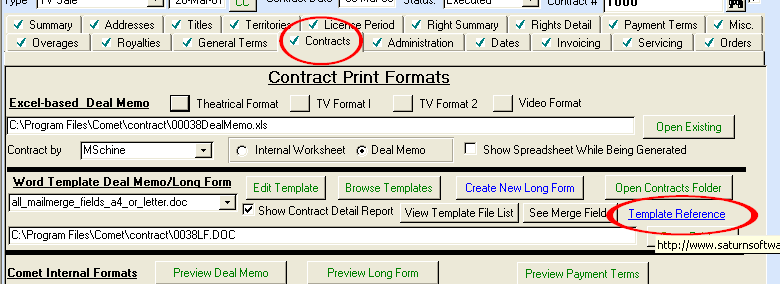 Type TV Sale 20-Mar-01 CC Contract Date Status: Executed Contract # 1000
Summary Addresses Titles Territories License Period Right Summary Rights Detail Payment Terms Misc.
Overages Royalties General Terms Contracts Administration Dates Invoicing Servicing Orders
Contract Print Formats
Excel-based Deal Memo Theatrical Format TV Format I TV Format 2 Video Format
C:\Program Files\Comet\contract\00038DealMemo.xls Open Existing
Contract by MSchine Internal Worksheet Deal Memo Show Spreadsheet While Being Generated
Word Template Deal Memo/Long Form Edit Template Browse Templates Create New Long Form Open Contracts Folder
all_mailmerge_fields_a4_or_letter.doc Show Contract Detail Report View Template File List See Merge Field Template Reference
C:\Program Files\Comet\contract\0038LF.DOC
http://www.saturnsoftwa
Comet Internal Formats Preview Deal Memo Preview Long Form Preview Payment Terms